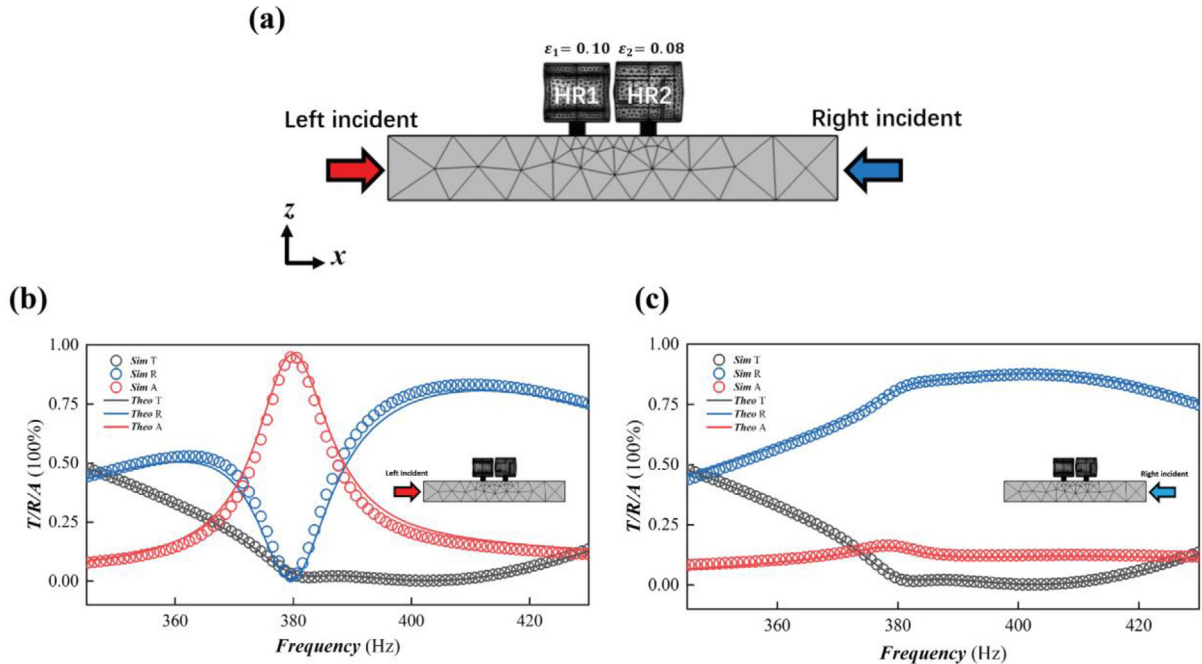 (a)
ε₁= 0.10 ε₂= 0.08
HR1 HR2
Left incident
Right incident
z
x
(b)
T/R/A (100%)
1.00
0.75
0.50
0.25
0.00
Sim T
Sim R
Sim A
Theo T
Theo R
Theo A
Left incident
360 380 400 420
Frequency (Hz)
(c)
T/R/A (100%)
1.00
0.75
0.50
0.25
0.00
Sim T
Sim R
Sim A
Theo T
Theo R
Theo A
Right incident
360 380 400 420
Frequency (Hz)